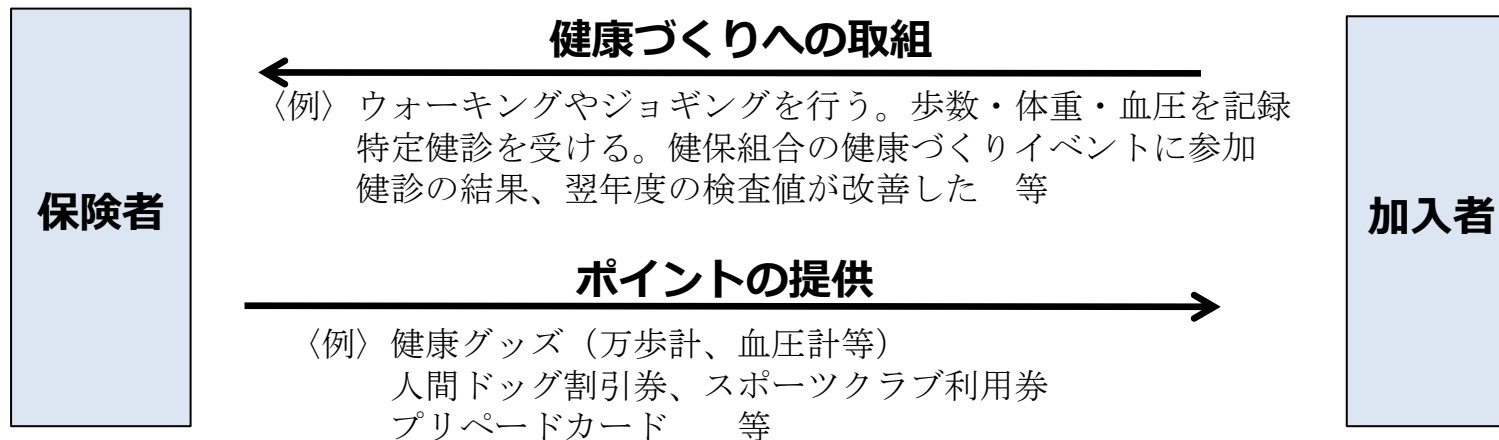 保険者
健康づくりへの取組
〈例〉ウォーキングやジョギングを行う。歩数・体重・血圧を記録
特定健診を受ける。健保組合の健康づくりイベントに参加
健診の結果、翌年度の検査値が改善した　等
ポイントの提供
〈例〉健康グッズ（万歩計、血圧計等）
人間ドッグ割引券、スポーツクラブ利用券
プリペードカード　　等
加入者